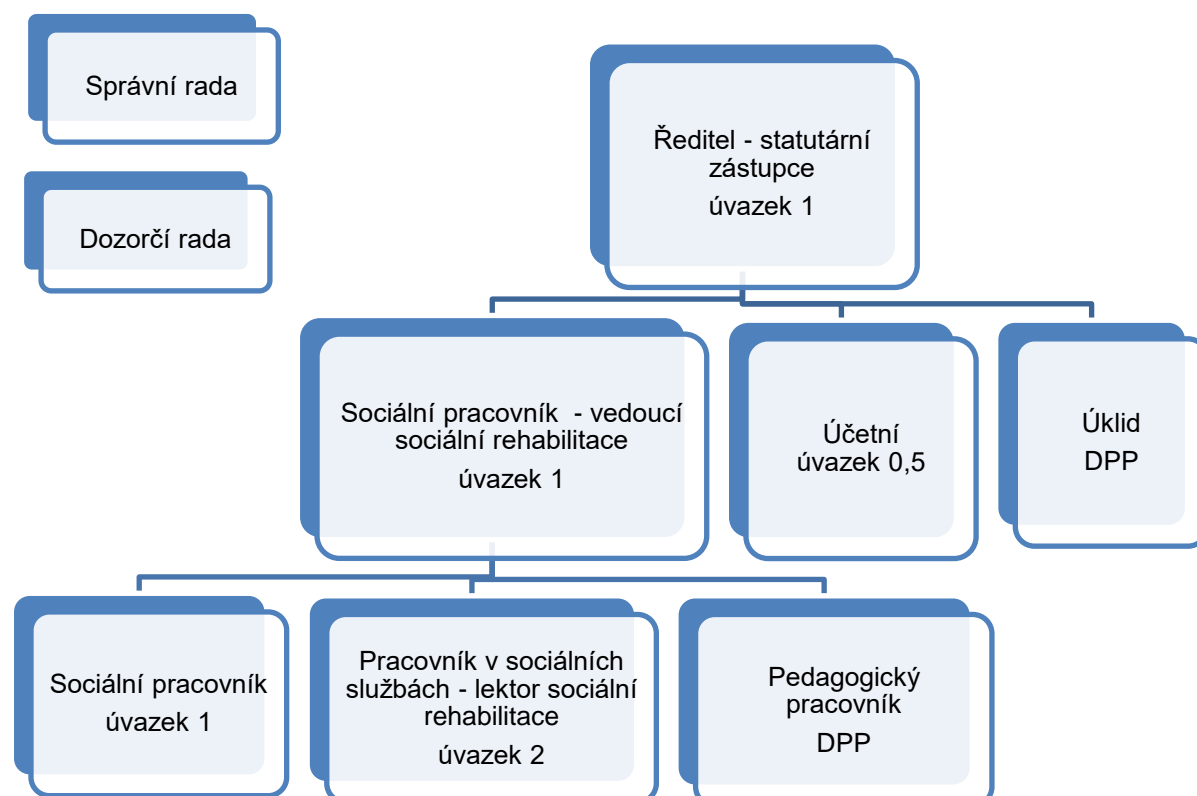 Správní rada
Dozorčí rada
Ředitel - statutární
zástupce
úvazek 1
Sociální pracovník  - vedoucí
sociální rehabilitace
úvazek 1
Účetní
úvazek 0,5
Úklid
DPP
Sociální pracovník
úvazek 1
Pracovník v sociálních
službách - lektor sociální
rehabilitace
úvazek 2
Pedagogický
pracovník
DPP